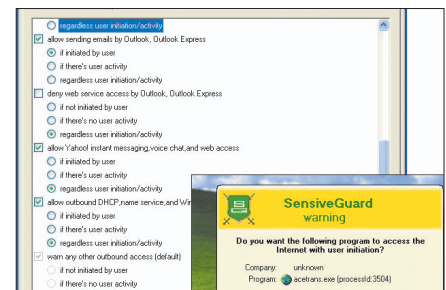 regardless user initiation/activity
allow sending emails by Outlook, Outlook Express
if initiated by user
if there's user activity
regardless user initiation/activity
deny web service access by Outlook, Outlook Express
if not initiated by user
if there's no user activity
regardless user initiation/activity
allow Yahoo! instant messaging,voice chat,and web access
if initiated by user
if there's user activity
regardless user initiation/activity
allow outbound DHCP,name service,and
if initiated by user
if there's user activity
regardless user initiation/activity
warn any other outbound access (default)
if not initiated by user
if there's no user activity
SensiveGuard
warning
Do you want the following program to access the
Internet with user initiation?
Company: unknown
Program: acetrans.exe (processId:3504)